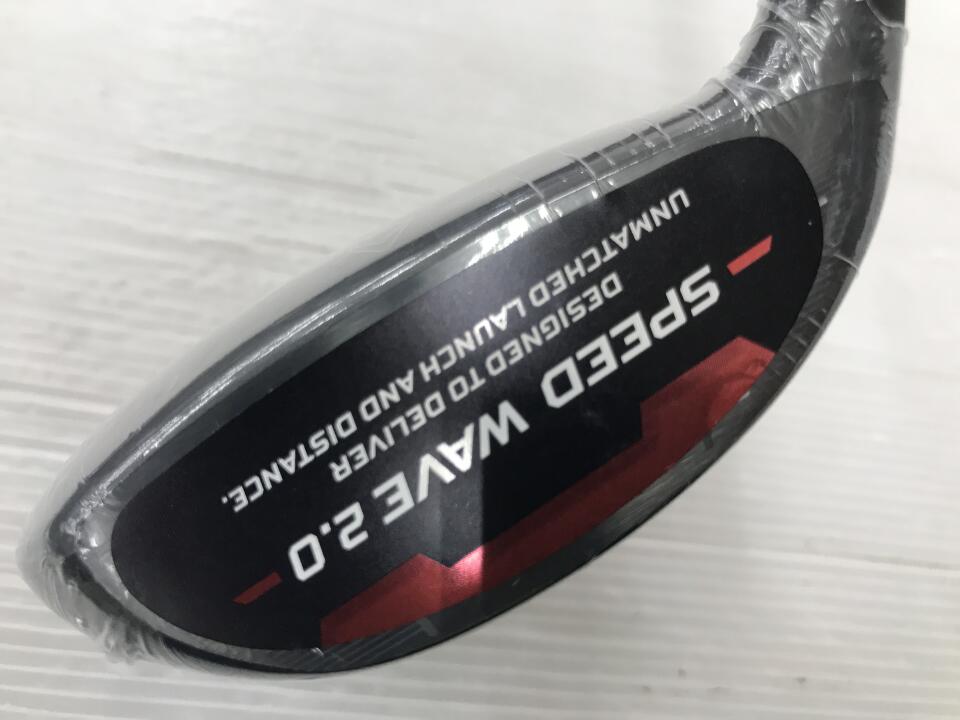 SPEED WAVE 2.0
DESIGNED TO DELIVER
UNMATCHED LAUNCH AND DISTANCE.